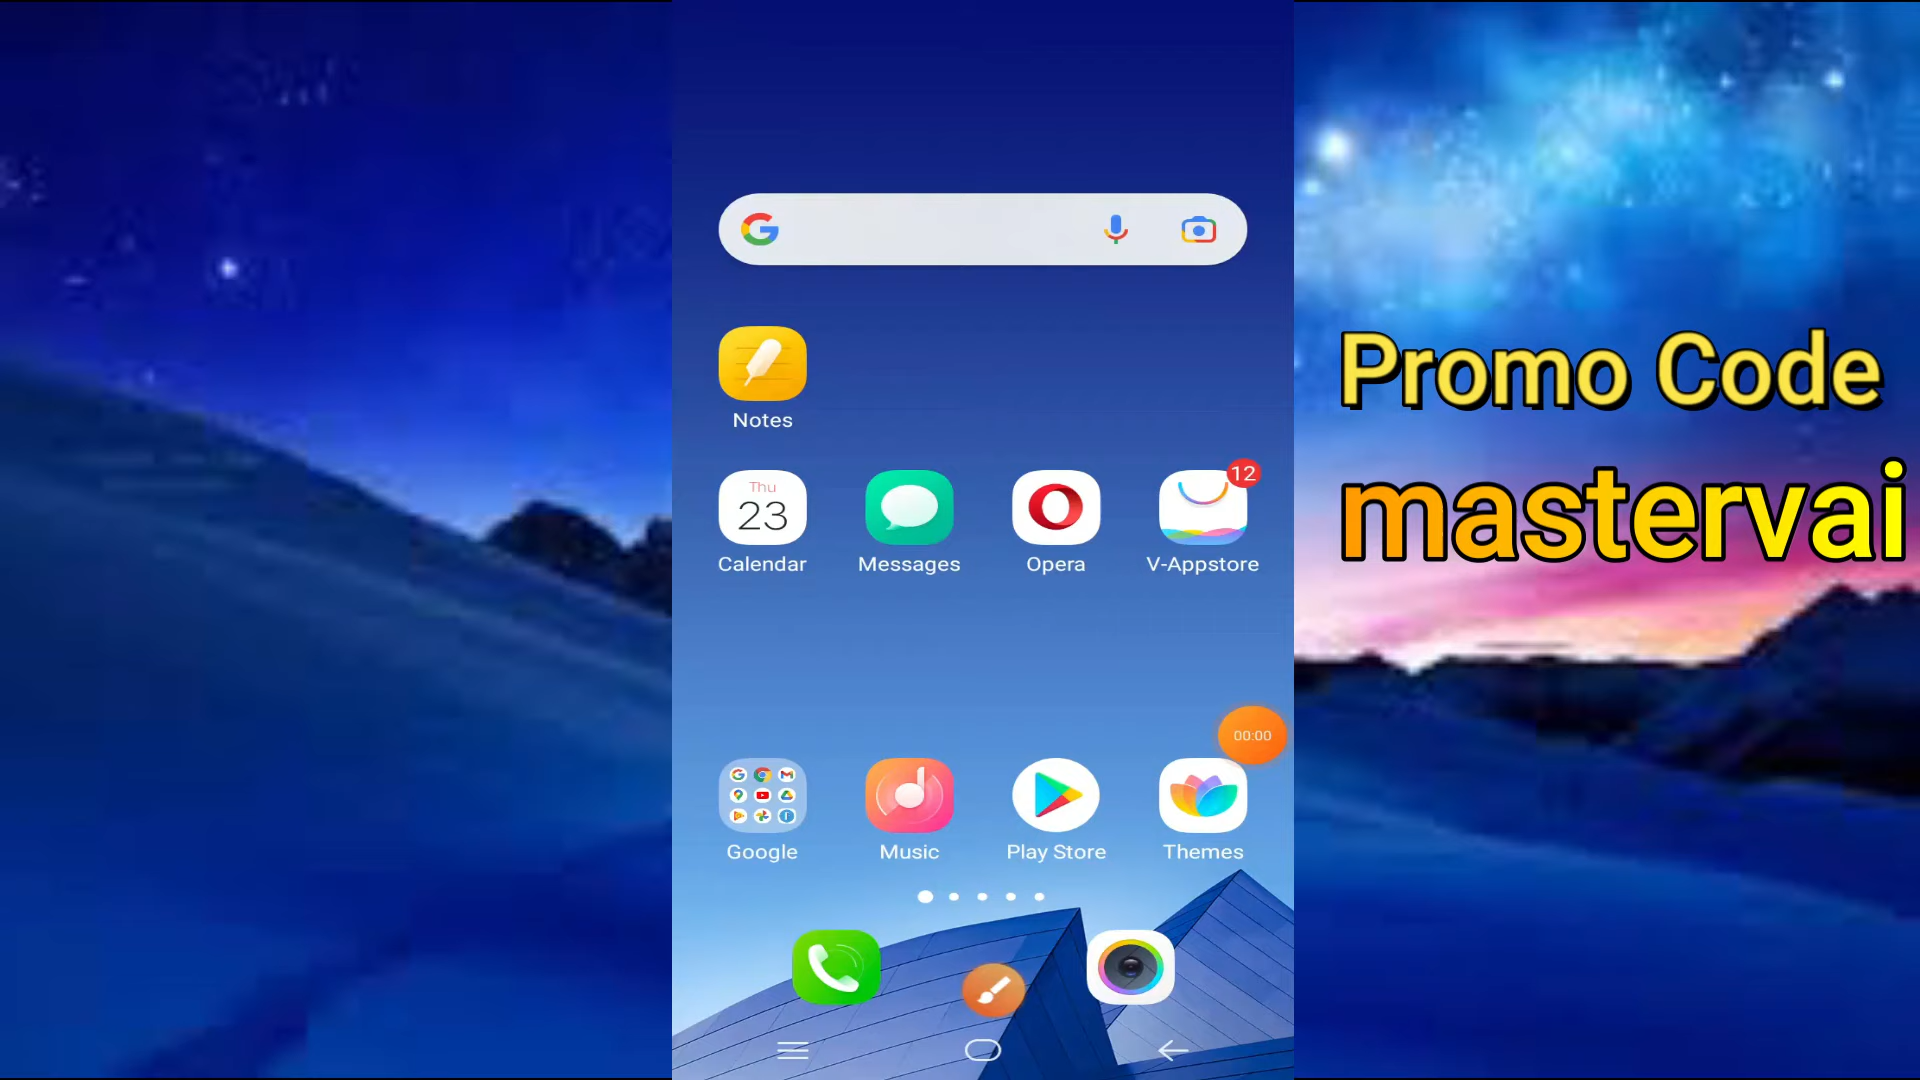 Notes
Thu
23
12
Calendar
Messages
Opera
V-Appstore
00:00
Google
Music
Play Store
Themes
Promo Code
mastervai